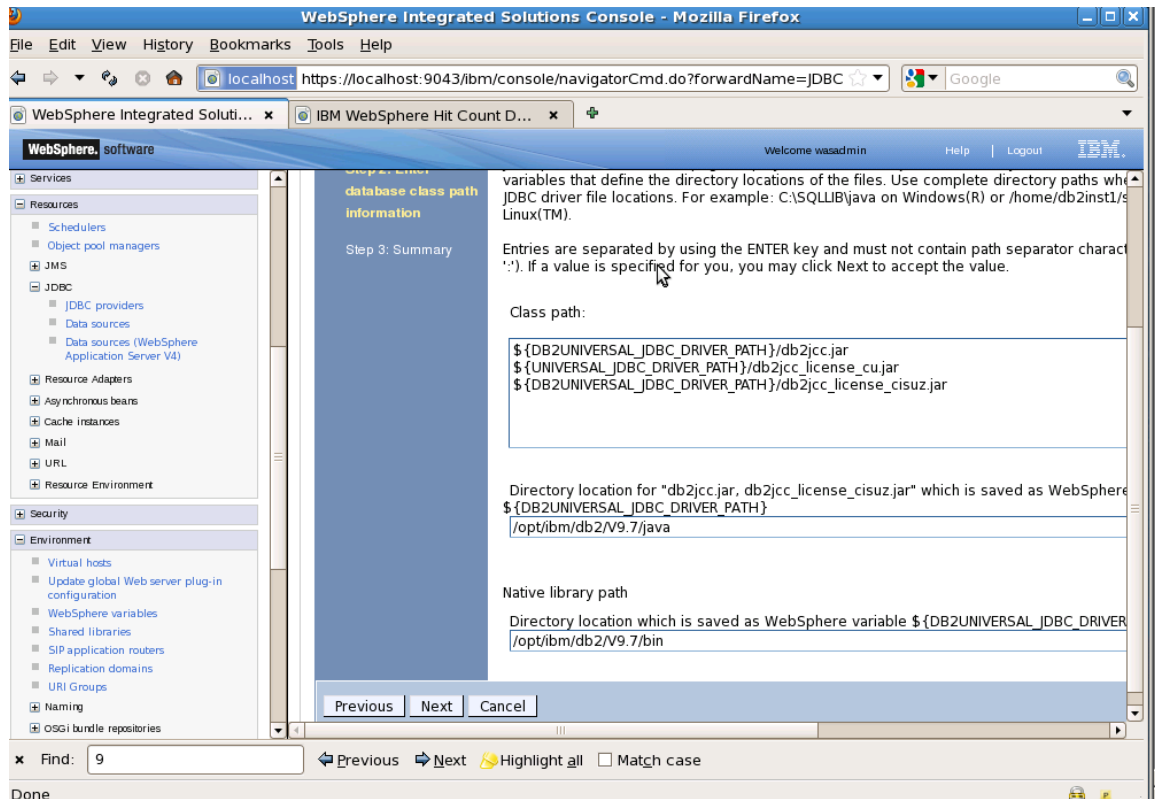 WebSphere Integrated Solutions Console - Mozilla Firefox
File Edit View History Bookmarks Tools Help
localhost https://localhost:9043/ibm/console/navigatorCmd.do?forwardName=JDBC Google
WebSphere Integrated Soluti... IBM WebSphere Hit Count D...
WebSphere. software Welcome wasadmin Help | Logout IBM.
Services
Resources
Schedulers
Object pool managers
JMS
JDBC
JDBC providers
Data sources
Data sources (WebSphere
Application Server V4)
Resource Adapters
Asynchronous beans
Cache instances
Mail
URL
Resource Environment
Security
Environment
Virtual hosts
Update global Web server plug-in
configuration
WebSphere variables
Shared libraries
SIP application routers
Replication domains
URI Groups
Naming
OSGi bundle repositories
Step 2: Enter
database class path
information
Step 3: Summary
variables that define the directory locations of the files. Use complete directory paths whe
JDBC driver file locations. For example: C:\SQLLIB\java on Windows(R) or /home/db2inst1/s
Linux(TM).
Entries are separated by using the ENTER key and must not contain path separator charact
':'). If a value is specified for you, you may click Next to accept the value.
Class path:
${DB2UNIVERSAL_JDBC_DRIVER_PATH}/db2jcc.jar
${UNIVERSAL_JDBC_DRIVER_PATH}/db2jcc_license_cu.jar
${DB2UNIVERSAL_JDBC_DRIVER_PATH}/db2jcc_license_cisuz.jar
Directory location for "db2jcc.jar, db2jcc_license_cisuz.jar" which is saved as WebSphere
${DB2UNIVERSAL_JDBC_DRIVER_PATH}
/opt/ibm/db2/V9.7/java
Native library path
Directory location which is saved as WebSphere variable ${DB2UNIVERSAL_JDBC_DRIVER
/opt/ibm/db2/V9.7/bin
Previous Next Cancel
Find: 9 Previous Next Highlight all Match case
Done